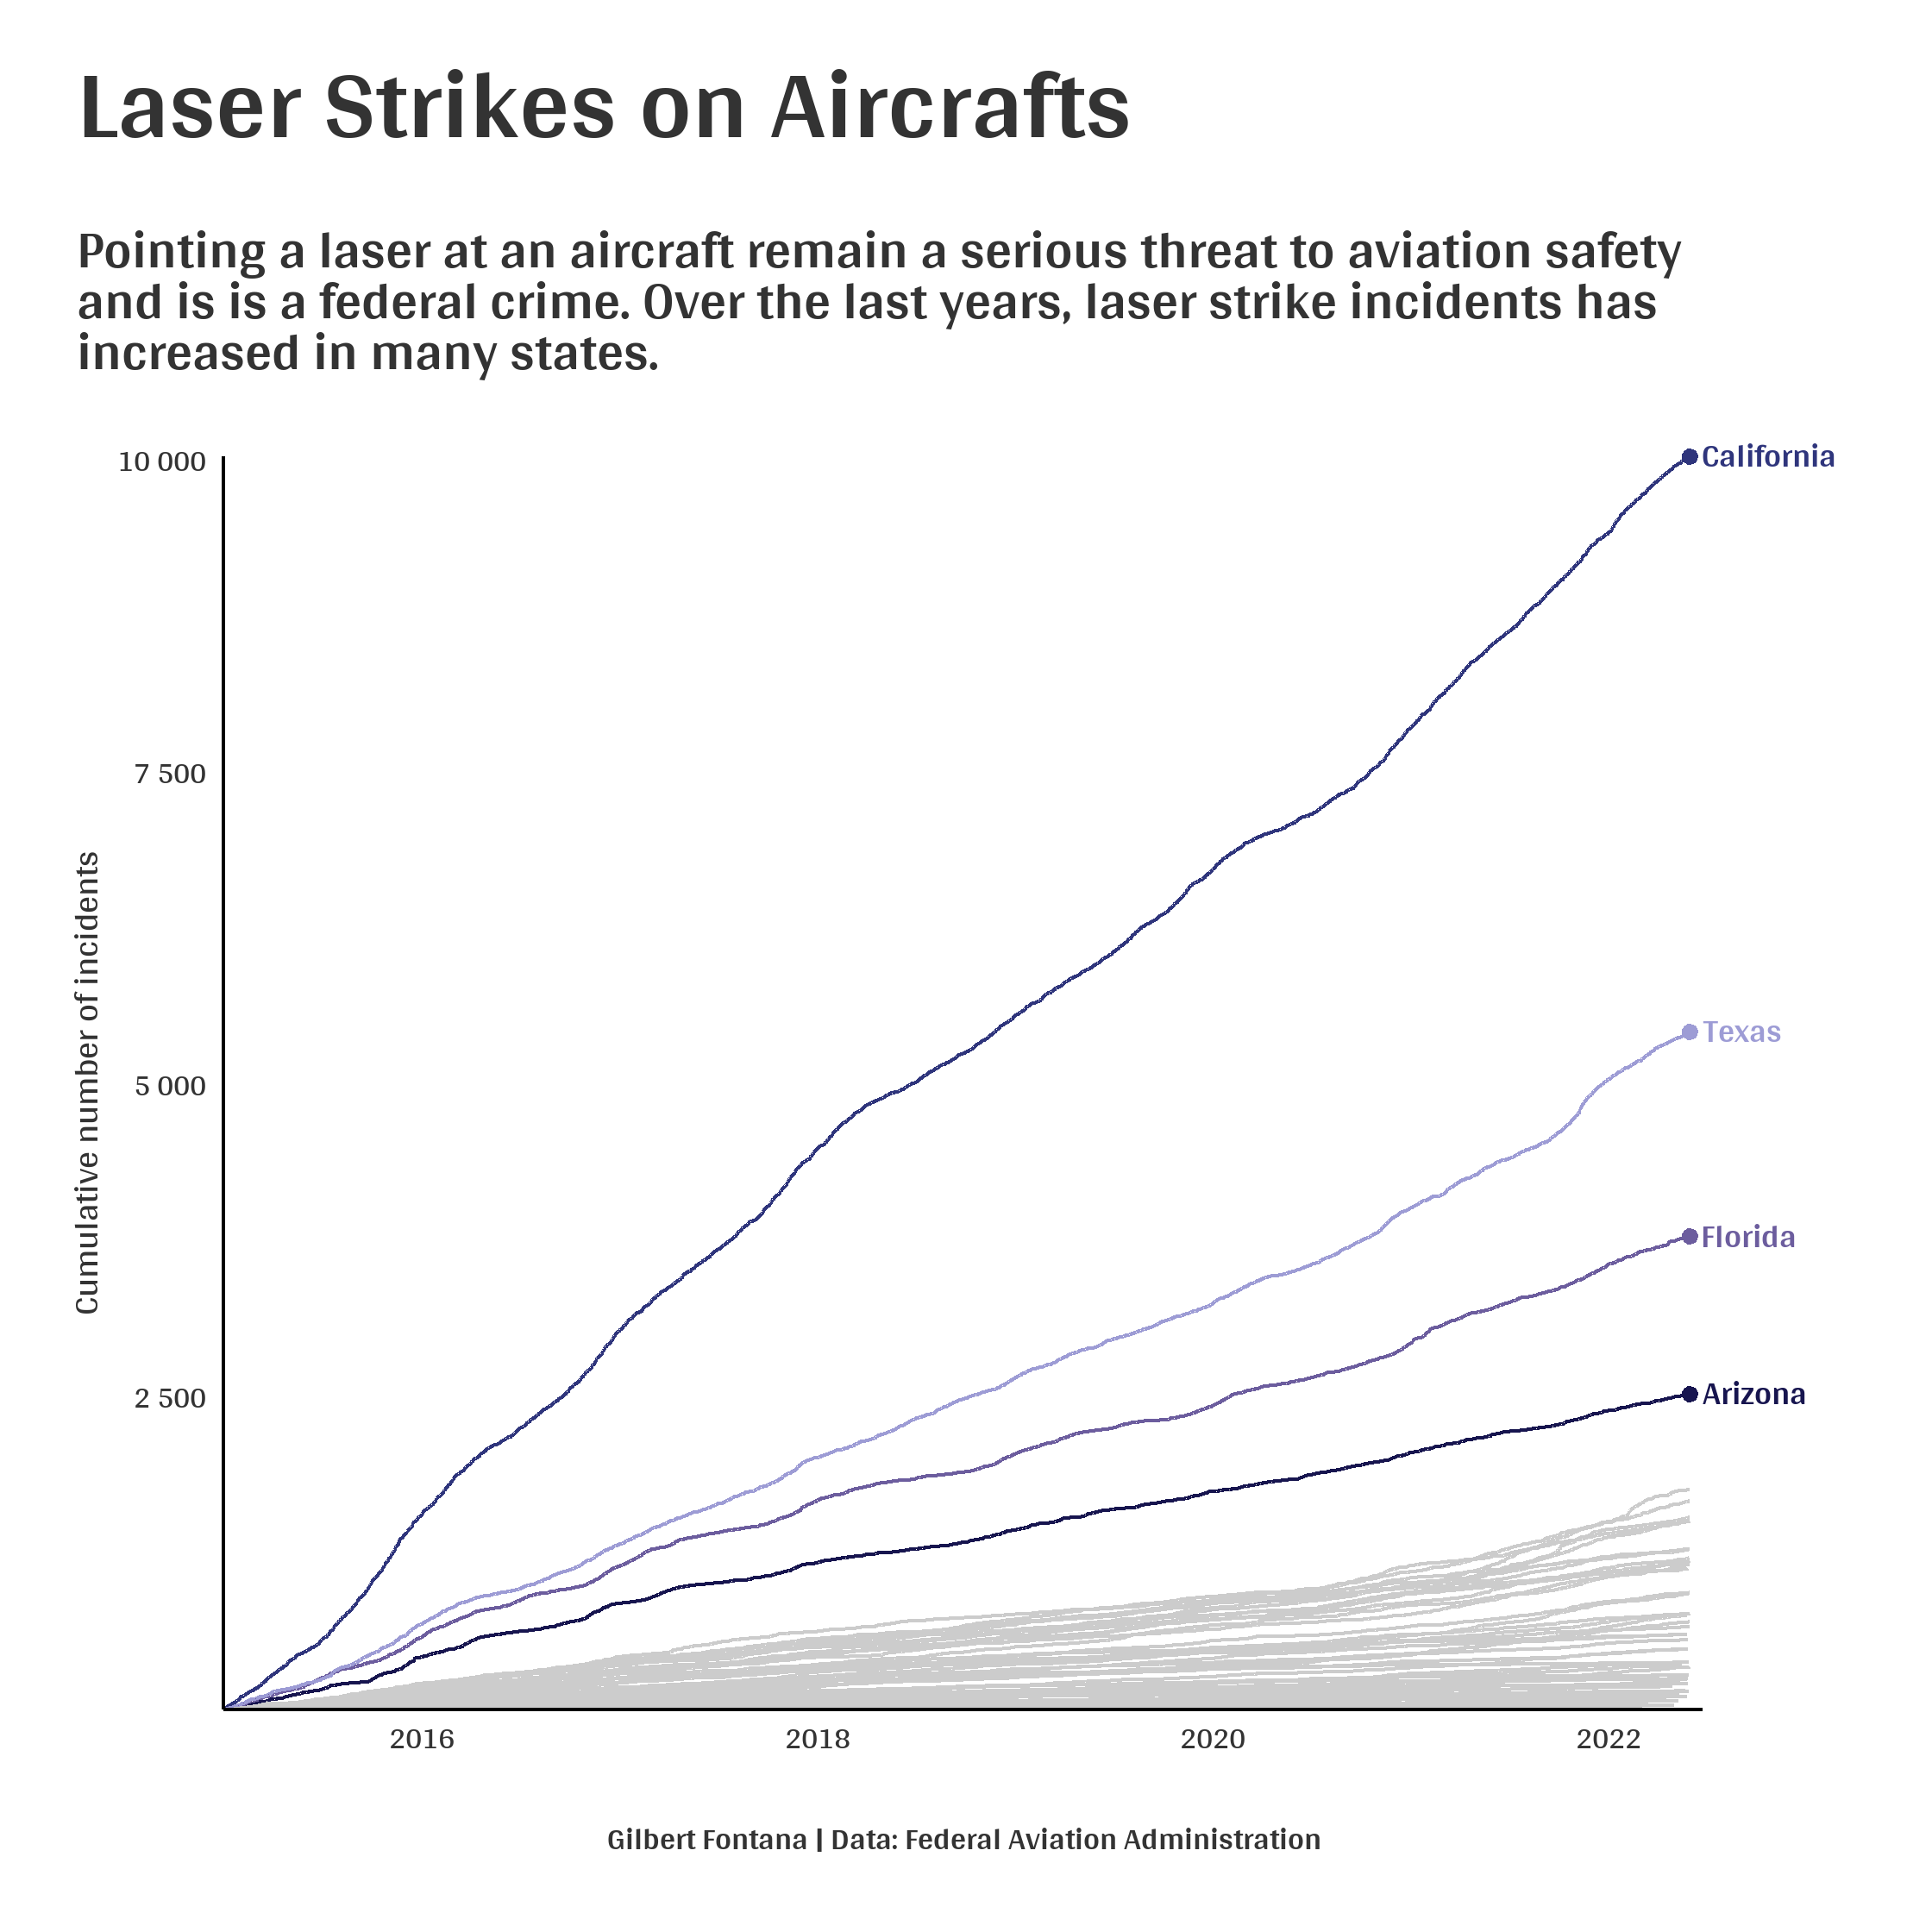 Laser Strikes on Aircrafts
Pointing a laser at an aircraft remain a serious threat to aviation safety
and is is a federal crime. Over the last years, laser strike incidents has
increased in many states.
10 000
7 500
5 000
2 500
Cumulative number of incidents
California
Texas
Florida
Arizona
2016
2018
2020
2022
Gilbert Fontana | Data: Federal Aviation Administration